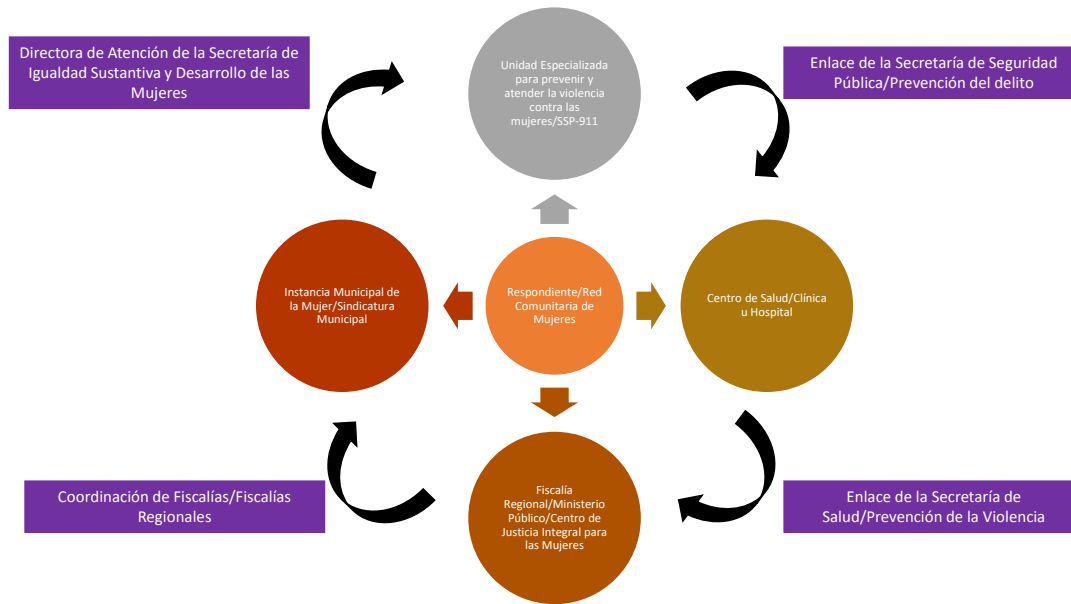 Directora de Atención de la Secretaría de
Igualdad Sustantiva y Desarrollo de las
Mujeres
Unidad Especializada
para prevenir y
atender la violencia
contra las
mujeres/SSP-911
Enlace de la Secretaría de Seguridad
Pública/Prevención del delito
Instancia Municipal de
la Mujer/Sindicatura
Municipal
Respondiente/Red
Comunitaria de
Mujeres
Centro de Salud/Clínica
u Hospital
Coordinación de Fiscalías/Fiscalías
Regionales
Fiscalía
Regional/Ministerio
Público/Centro de
Justicia Integral para
las Mujeres
Enlace de la Secretaría de
Salud/Prevención de la Violencia